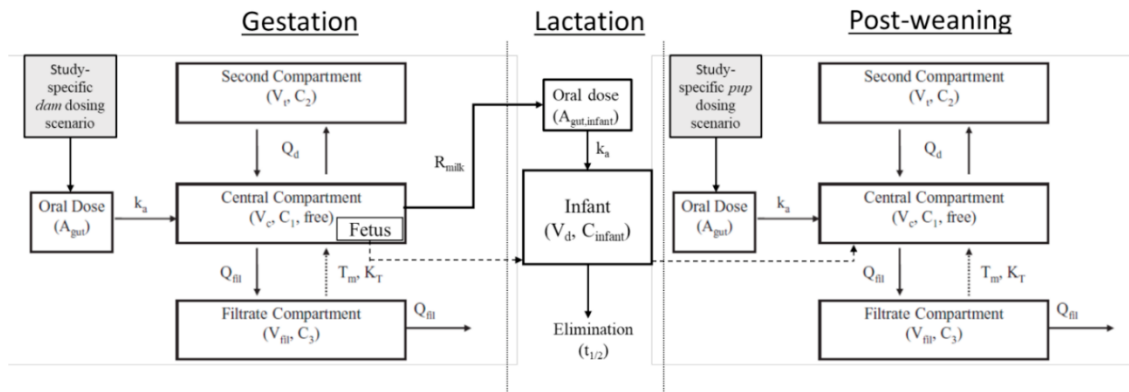 Gestation
Lactation
Post-weaning
Study-
specific
dam dosing
scenario
Second Compartment
(Vt, C2)
Qd
Oral Dose
(Agut)
ka
Central Compartment
(Vc, C1, free)
Fetus
Qfil
Tm, KT
Filtrate Compartment
(Vfil, C3)
Qfil
Rmilk
Oral dose
(Agut,infant)
ka
Infant
(Vd, Cinfant)
Elimination
(t1/2)
Study-
specific pup
dosing
scenario
Second Compartment
(Vt, C2)
Qd
Oral Dose
(Agut)
ka
Central Compartment
(Vc, C1, free)
Qfil
Tm, KT
Filtrate Compartment
(Vfil, C3)
Qfil